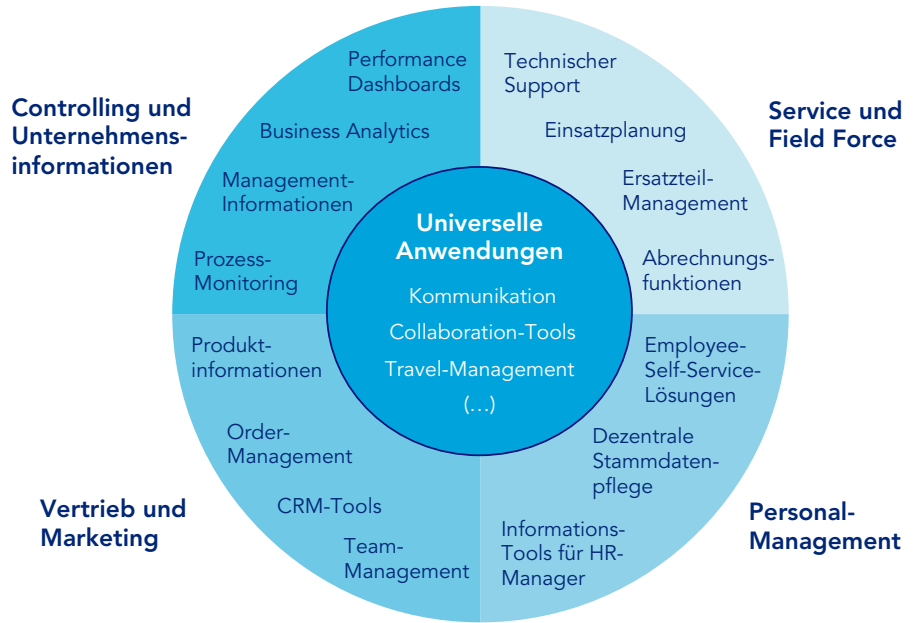 Controlling und
Unternehmens-
informationen
Performance
Dashboards
Business Analytics
Management-
Informationen
Prozess-
Monitoring
Service und
Field Force
Technischer
Support
Einsatzplanung
Ersatzteil-
Management
Abrechnungs-
funktionen
Universelle
Anwendungen
Kommunikation
Collaboration-Tools
Travel-Management
(...)
Vertrieb und
Marketing
Produkt-
informationen
Order-
Management
CRM-Tools
Team-
Management
Personal-
Management
Employee-
Self-Service-
Lösungen
Dezentrale
Stammdaten-
pflege
Informations-
Tools für HR-
Manager